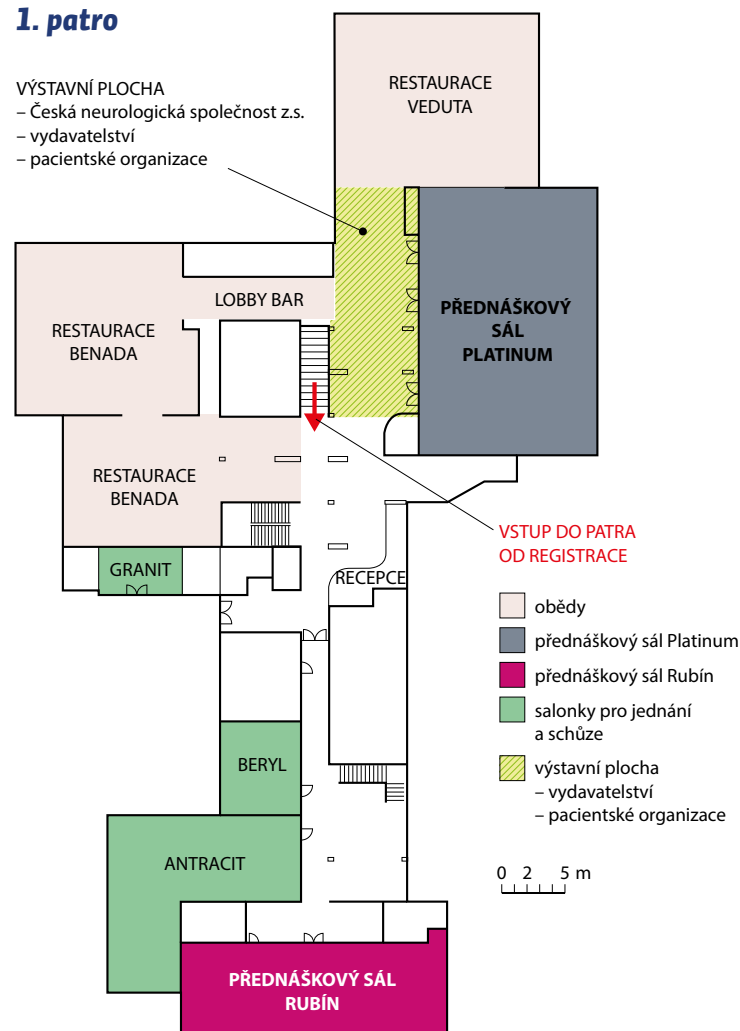 1. patro
VÝSTAVNÍ PLOCHA
– Česká neurologická společnost z.s.
– vydavatelství
– pacientské organizace
RESTAURACE
VEDUTA
LOBBY BAR
RESTAURACE
BENADA
PŘEDNÁŠKOVÝ
SÁL
PLATINUM
RESTAURACE
BENADA
VSTUP DO PATRA
OD REGISTRACE
GRANIT
RECEPCE
obědy
přednáškový sál Platinum
přednáškový sál Rubín
salonky pro jednání
a schůze
BERYL
výstavní plocha
– vydavatelství
– pacientské organizace
ANTRACIT
0 2 5 m
PŘEDNÁŠKOVÝ SÁL
RUBÍN